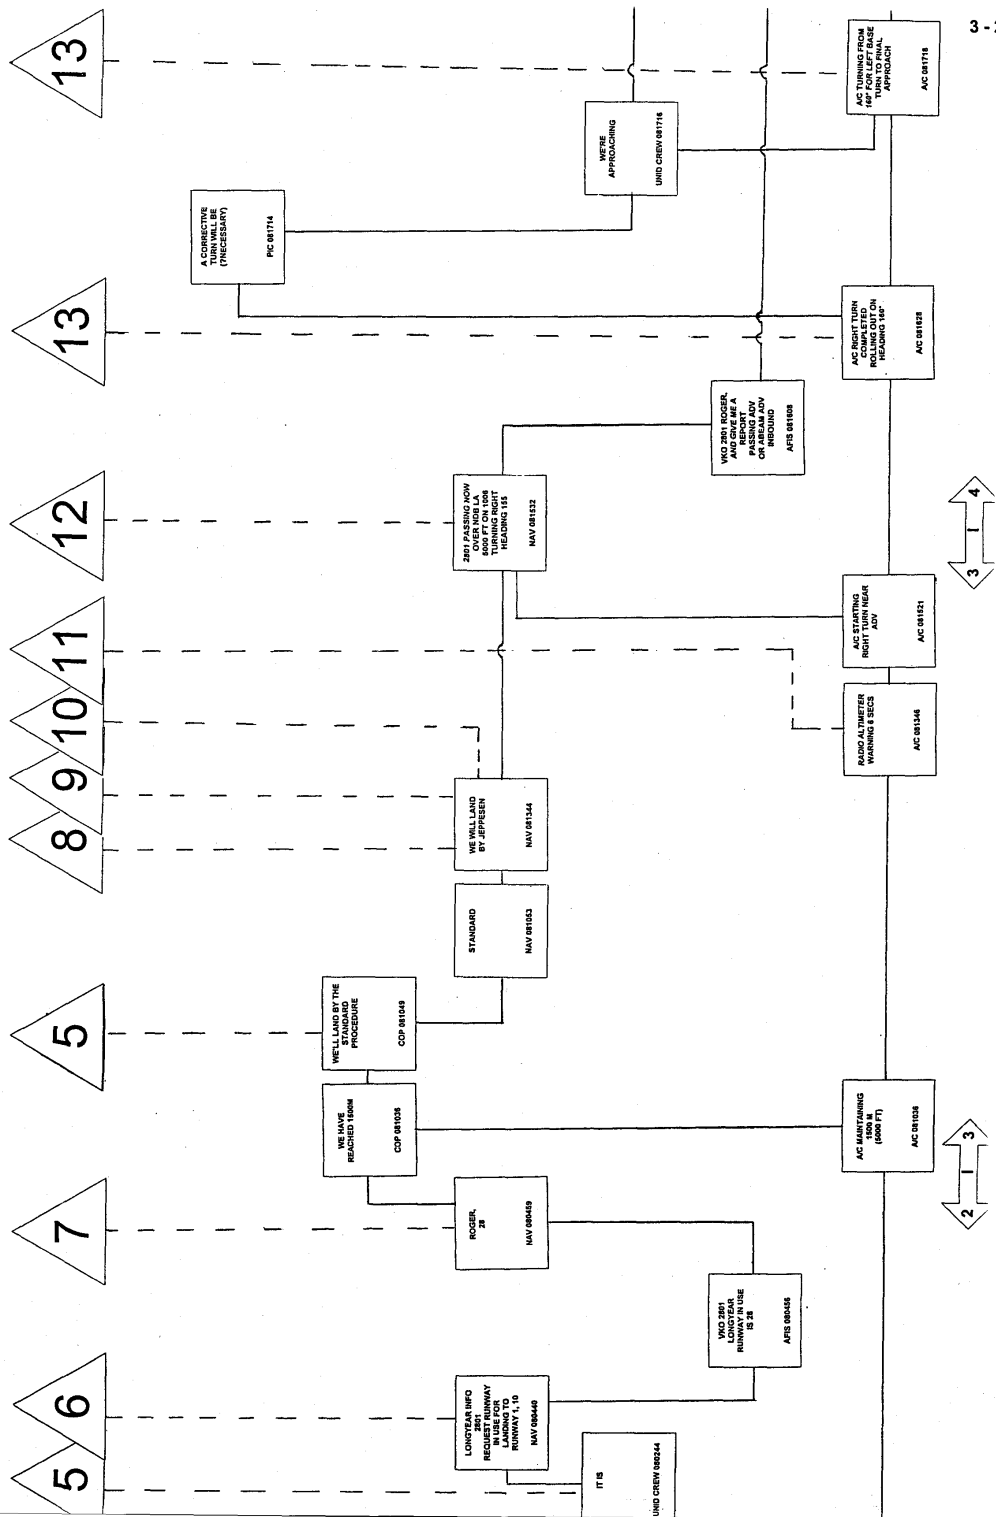 3 - 
13
A/C TURNING FROM
160° FOR LEFT BASE
TURN TO FINAL
APPROACH
A/C 081718
WE'RE
APPROACHING
UNID CREW 081716
A CORRECTIVE
TURN WILL BE
(?NECESSARY)
PIC 081714
13
A/C RIGHT TURN
COMPLETED
ROLLING OUT ON
HEADING 160°
A/C 081628
VKO 2801 ROGER,
AND GIVE ME A
REPORT
PASSING ADV
OR ABEAM ADV
INBOUND
AFIS 081608
12
2801 PASSING NOW
OVER NDB LA
5000 FT ON 1006
TURNING RIGHT
HEADING 155
NAV 081532
3 I 4
11
A/C STARTING
RIGHT TURN NEAR
ADV
A/C 081521
10
RADIO ALTIMETER
WARNING 6 SECS
A/C 081346
9
8
WE WILL LAND
BY JEPPESEN
NAV 081344
STANDARD
NAV 081053
5
WE'LL LAND BY THE
STANDARD
PROCEDURE
COP 081049
WE HAVE
REACHED 1500M
COP 081036
A/C MAINTAINING
1500 M
(5000 FT)
A/C 081036
2 I 3
7
ROGER,
28
NAV 080459
VKO 2801
LONGYEAR
RUNWAY IN USE
IS 28
AFIS 080456
6
LONGYEAR INFO
2801
REQUEST RUNWAY
IN USE FOR
LANDING TO
RUNWAY 1, 10
NAV 080440
5
IT IS
UNID CREW 080244